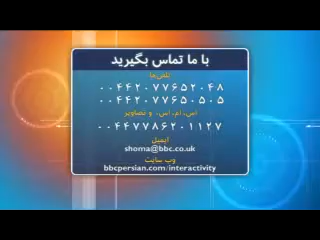 با ما تماس بگیرید
تلفن‌ها
۰۰۴۴۲۰۷۷۶۵۲۰۴۸
۰۰۴۴۲۰۷۷۶۵۰۵۰۵
اس.ام.اس. و تصاویر
۰۰۴۴۷۷۸۶۲۰۱۱۲۷
ایمیل
shoma@bbc.co.uk
وب سایت
bbcpersian.com/interactivity